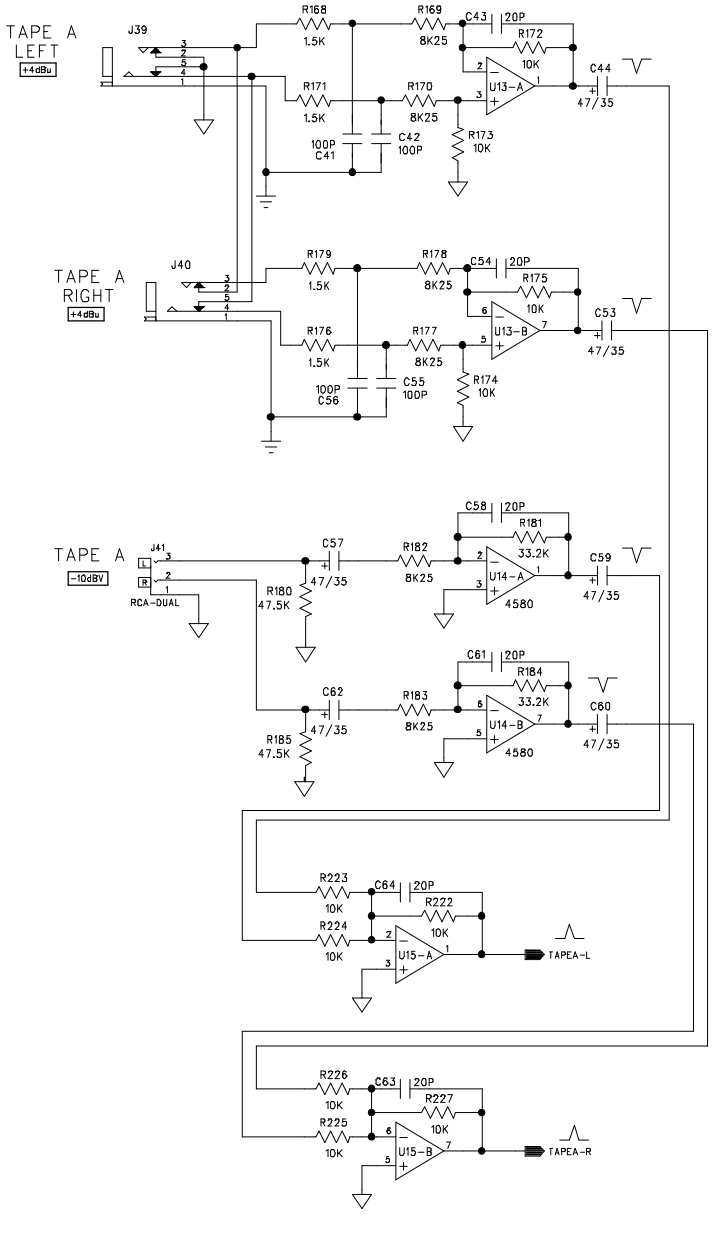 TAPE A
LEFT
+4dBu
J39
3
2
5
4
1
R168
1.5K
R169
8K25
C43
20P
R172
10K
2
3
1
U13-A
C44
+
47/35
R171
1.5K
R170
8K25
R173
10K
100P
C41
C42
100P
TAPE A
RIGHT
+4dBu
J40
3
2
5
4
1
R179
1.5K
R178
8K25
C54
20P
R175
10K
6
5
7
U13-B
C53
+
47/35
R176
1.5K
R177
8K25
R174
10K
100P
C56
C55
100P
TAPE A
-10dBV
J41
L
R
3
2
1
RCA-DUAL
C57
+
47/35
R180
47.5K
R182
8K25
C58
20P
R181
33.2K
2
3
1
U14-A
4580
C59
+
47/35
C62
+
47/35
R185
47.5K
R183
8K25
C61
20P
R184
33.2K
6
5
7
U14-B
4580
C60
+
47/35
R223
10K
R224
10K
C64
20P
R222
10K
2
3
1
U15-A
TAPEA-L
R226
10K
R225
10K
C63
20P
R227
10K
6
5
7
U15-B
TAPEA-R